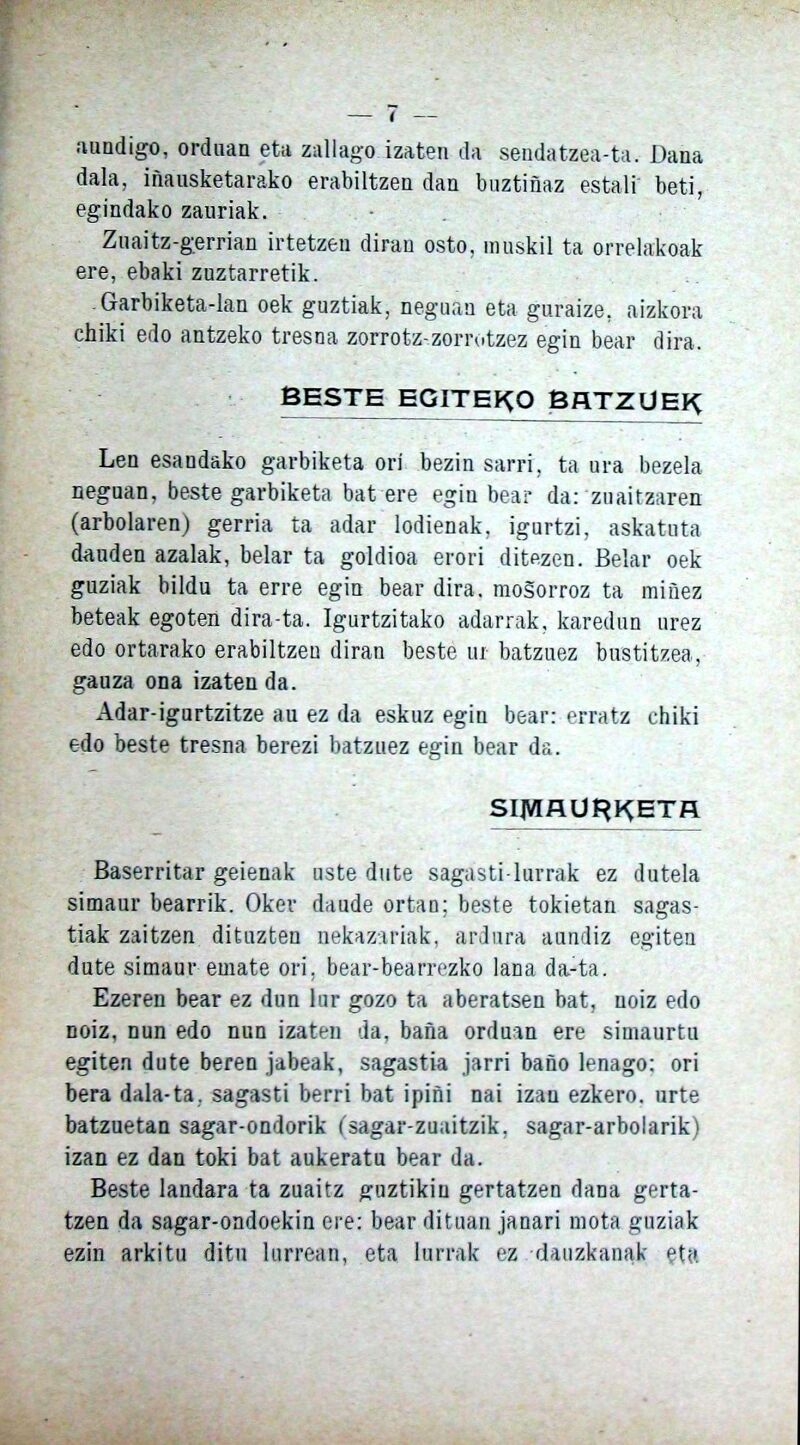 — 7 —
aundigo, orduan eta zallago izaten da sendatzea-ta. Dana
dala, iñausketarako erabiltzen dan buztiñaz estali beti,
egindako zauriak.
Zuaitz-gerrian irtetzen diran osto, muskil ta orrelakoak
ere, ebaki zuztarretik.
Garbiketa-lan oek guztiak, neguan eta guraize, aizkora
chiki edo antzeko tresna zorrotz-zorrotzez egin bear dira.
BESTE EGITEKO BATZUEK
Len esandako garbiketa ori bezin sarri, ta ura bezela
neguan, beste garbiketa bat ere egin bear da: zuaitzaren
(arbolaren) gerria ta adar lodienak, igurtzi, askatuta
dauden azalak, belar ta goldioa erori ditezen. Belar oek
guziak bildu ta erre egin bear dira, mošorroz ta miñez
beteak egoten dira-ta. Igurtzitako adarrak, karedun urez
edo ortarako erabiltzen diran beste ur batzuez bustitzea,
gauza ona izaten da.
Adar-igurtzitze au ez da eskuz egin bear: erratz chiki
edo beste tresna berezi batzuez egin bear da.
SIMAURKETA
Baserritar geienak uste dute sagasti-lurrak ez dutela
simaur bearrik. Oker daude ortan; beste tokietan sagas-
tiak zaitzen dituzten nekazariak, ardura aundiz egiten
dute simaur emate ori, bear-bearrezko lana da-ta.
Ezeren bear ez dun lur gozo ta aberatsen bat, noiz edo
noiz, nun edo nun izaten da, baña orduan ere simaurtu
egiten dute beren jabeak, sagastia jarri baño lenago; ori
bera dala-ta, sagasti berri bat ipiñi nai izan ezkero, urte
batzuetan sagar-ondorik (sagar-zuaitzik, sagar-arbolarik)
izan ez dan toki bat aukeratu bear da.
Beste landara ta zuaitz guztikin gertatzen dana gerta-
tzen da sagar-ondoekin ere: bear dituan janari mota guziak
ezin arkitu ditu lurrean, eta lurrak ez dauzkanak eta